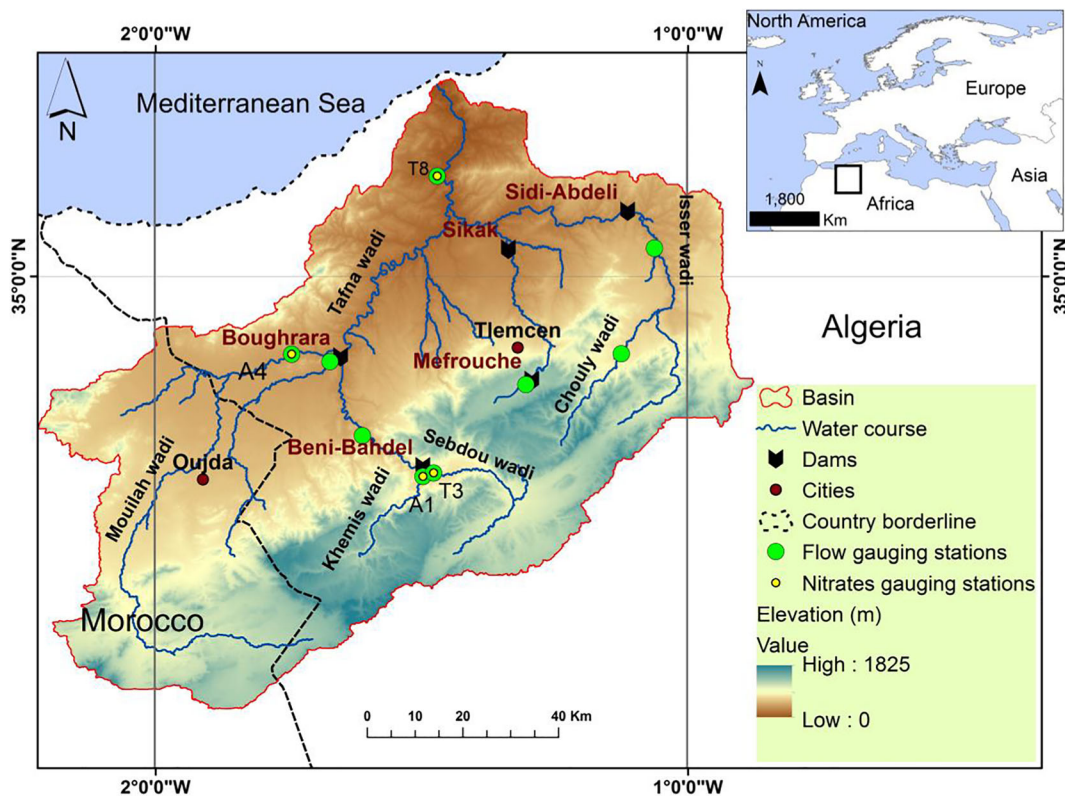 2°0'0"W
1°0'0"W
North America
N
Europe
Asia
Africa
1,800
Km
N
Mediterranean Sea
T8
Sidi-Abdeli
Isser wadi
Sikak
35°0'0"N
35°0'0"N
Tafna wadi
Algeria
Boughrara
Tlemcen
Mefrouche
Chouly wadi
A4
Basin
Water course
Beni-Bahdel
Sebdou wadi
Dams
Mouilah wadi
Oujda
Cities
T3
A1
Khemis wadi
Country borderline
Flow gauging stations
Nitrates gauging stations
Morocco
Elevation (m)
Value
High : 1825
Low : 0
0 10 20 40 Km
2°0'0"W
1°0'0"W